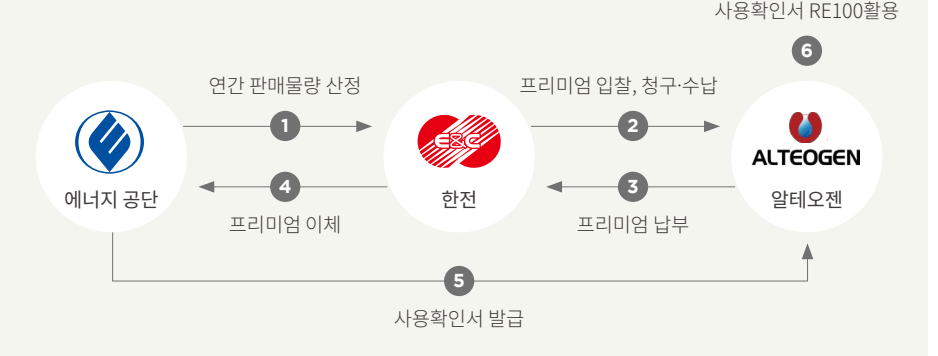 사용확인서 RE100활용
6
연간 판매물량 산정
프리미엄 입찰, 청구·수납
1
2
에너지 공단
E&C
한전
ALTEOGEN
알테오젠
4
3
프리미엄 이체
프리미엄 납부
5
사용확인서 발급